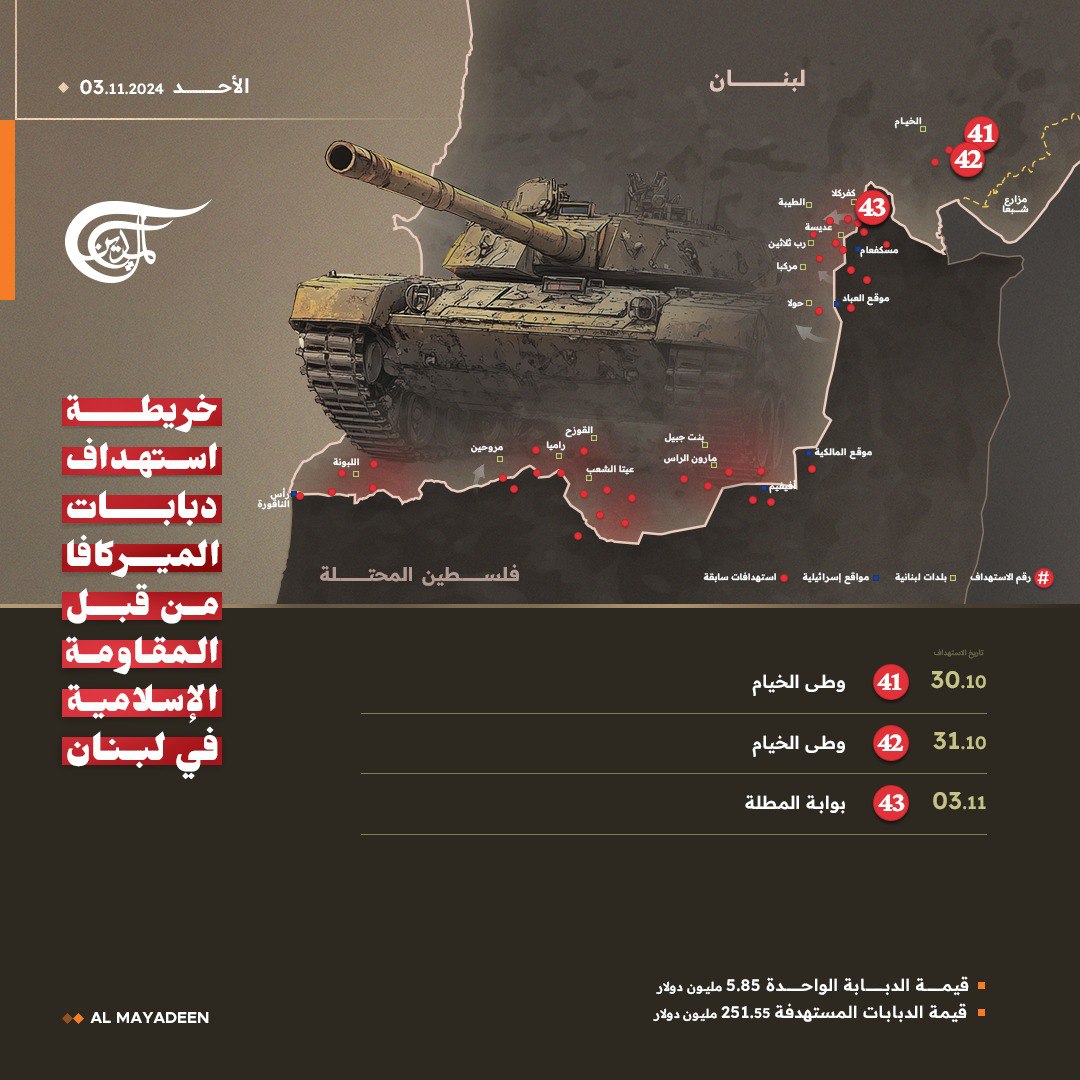 الأحد 03.11.2024
الميادين
خريطة
استهداف
دبابات
الميركافا
من قبل
المقاومة
الإسلامية
في لبنان
لبنان
الخيام
41
42
مزارع
شبعا
كفركلا
43
الطيبة
عديسة
رب ثلاثين
مسكفعام
مركبا
موقع العباد
حولا
القوزح
بنت جبيل
راميا
مروحين
موقع المالكية
مارون الراس
اللبونة
عيتا الشعب
أفيفيم
رأس
الناقورة
فلسطين المحتلة
# رقم الاستهداف
بلدات لبنانية
مواقع إسرائيلية
استهدافات سابقة
تاريخ الاستهداف
30.10 41 وطى الخيام
31.10 42 وطى الخيام
03.11 43 بوابة المطلة
قيمة الدبابة الواحدة 5.85 مليون دولار
قيمة الدبابات المستهدفة 251.55 مليون دولار
AL MAYADEEN